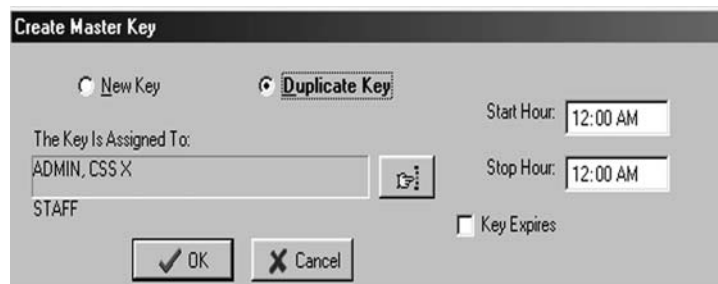 Create Master Key
New Key
Duplicate Key
The Key Is Assigned To:
ADMIN, CSS X
STAFF
Start Hour: 12:00 AM
Stop Hour: 12:00 AM
Key Expires
OK
Cancel